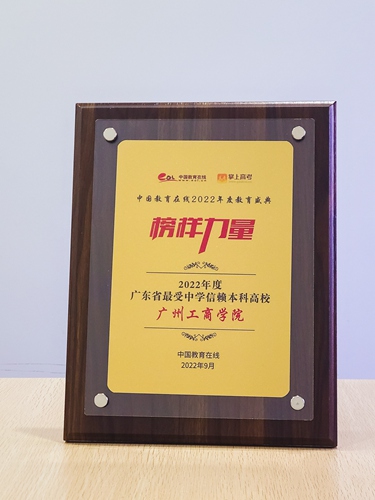 中国教育在线 掌上高考
中国教育在线2022年度教育盛典
榜样力量
2022年度
广东省最受中学信赖本科高校
广州工商学院
中国教育在线
2022年9月